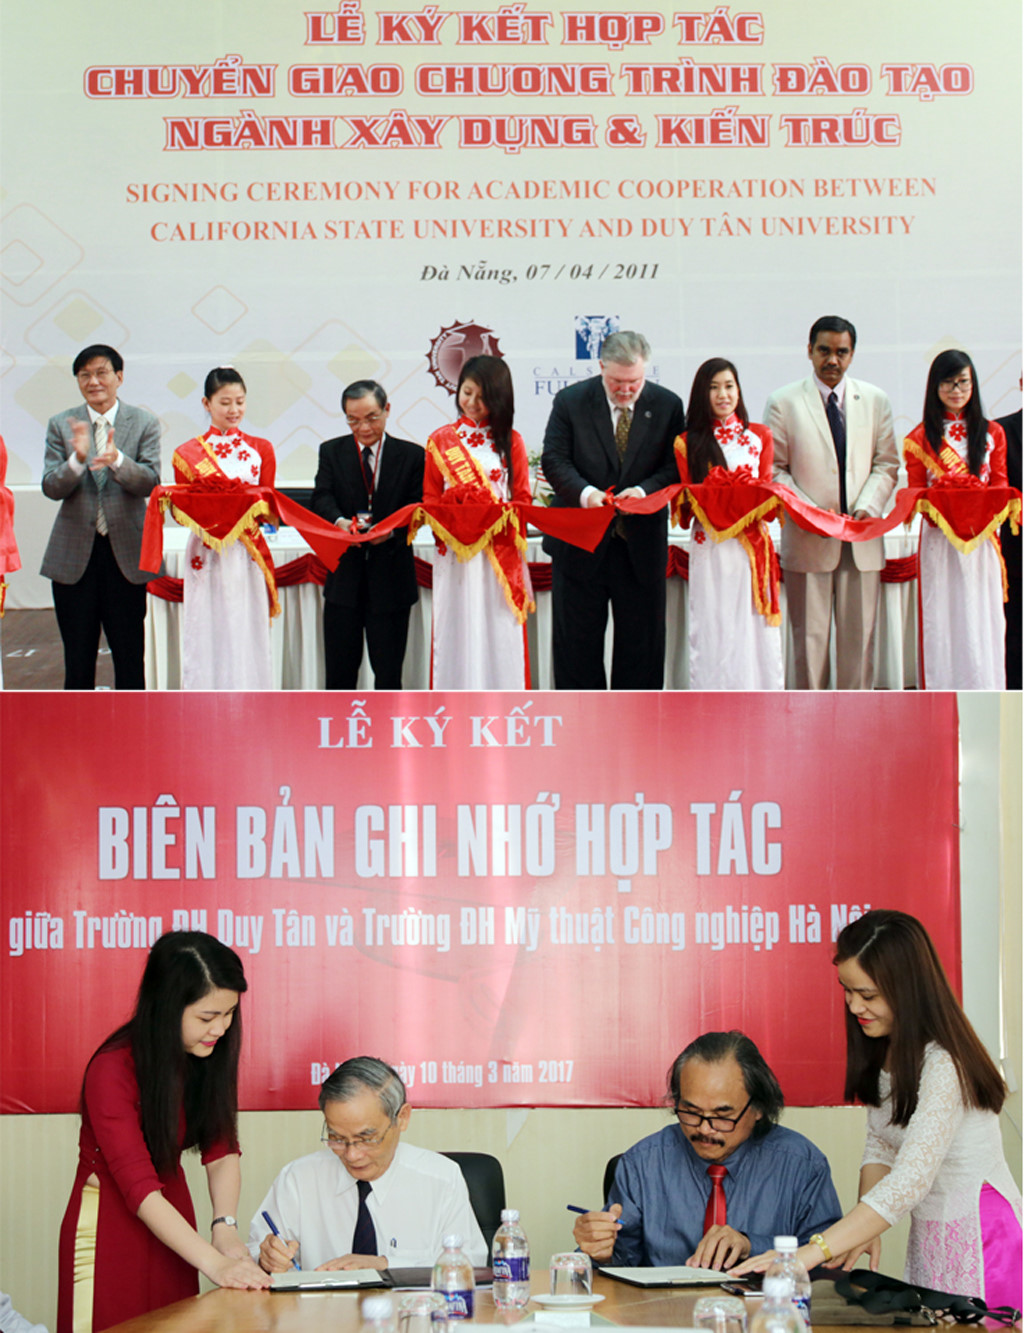 LỄ KÝ KẾT HỢP TÁC
CHUYỂN GIAO CHƯƠNG TRÌNH ĐÀO TẠO
NGÀNH XÂY DỰNG & KIẾN TRÚC
SIGNING CEREMONY FOR ACADEMIC COOPERATION BETWEEN
CALIFORNIA STATE UNIVERSITY AND DUY TÂN UNIVERSITY
Đà Nẵng, 07 / 04 / 2011
DUY TÂN
LỄ KÝ KẾT
BIÊN BẢN GHI NHỚ HỢP TÁC
giữa Trường ĐH Duy Tân và Trường ĐH Mỹ thuật Công nghiệp Hà Nội
10 tháng 3 năm 2017